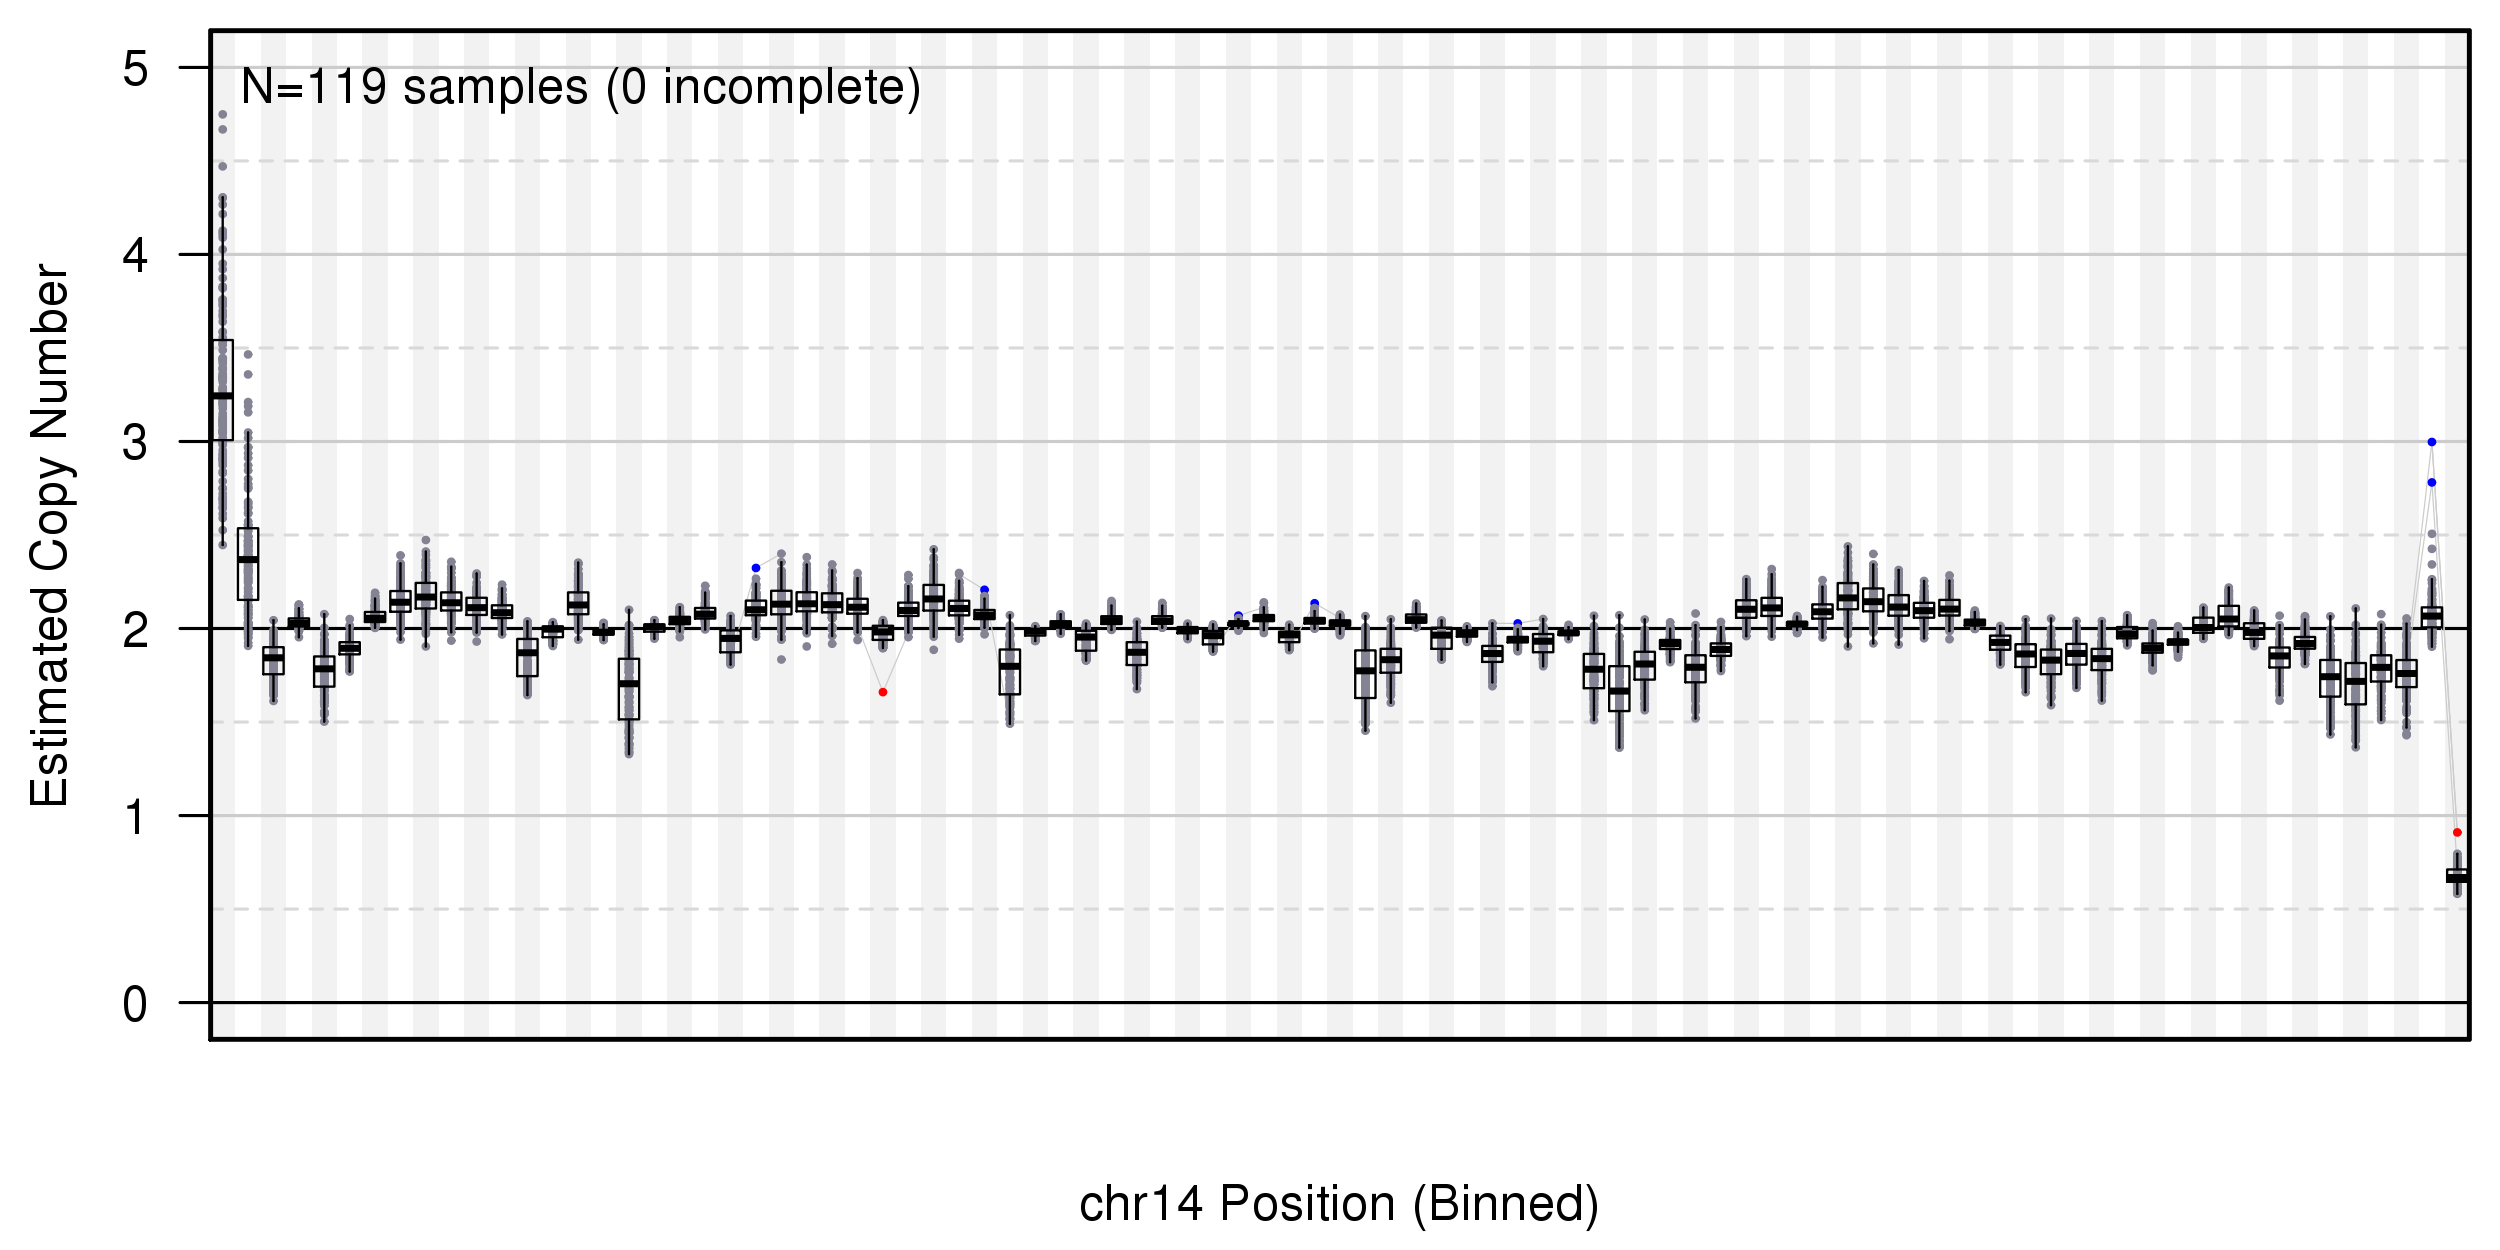 N=119 samples (0 incomplete)
5
4
3
2
1
0
Estimated Copy Number
chr14 Position (Binned)